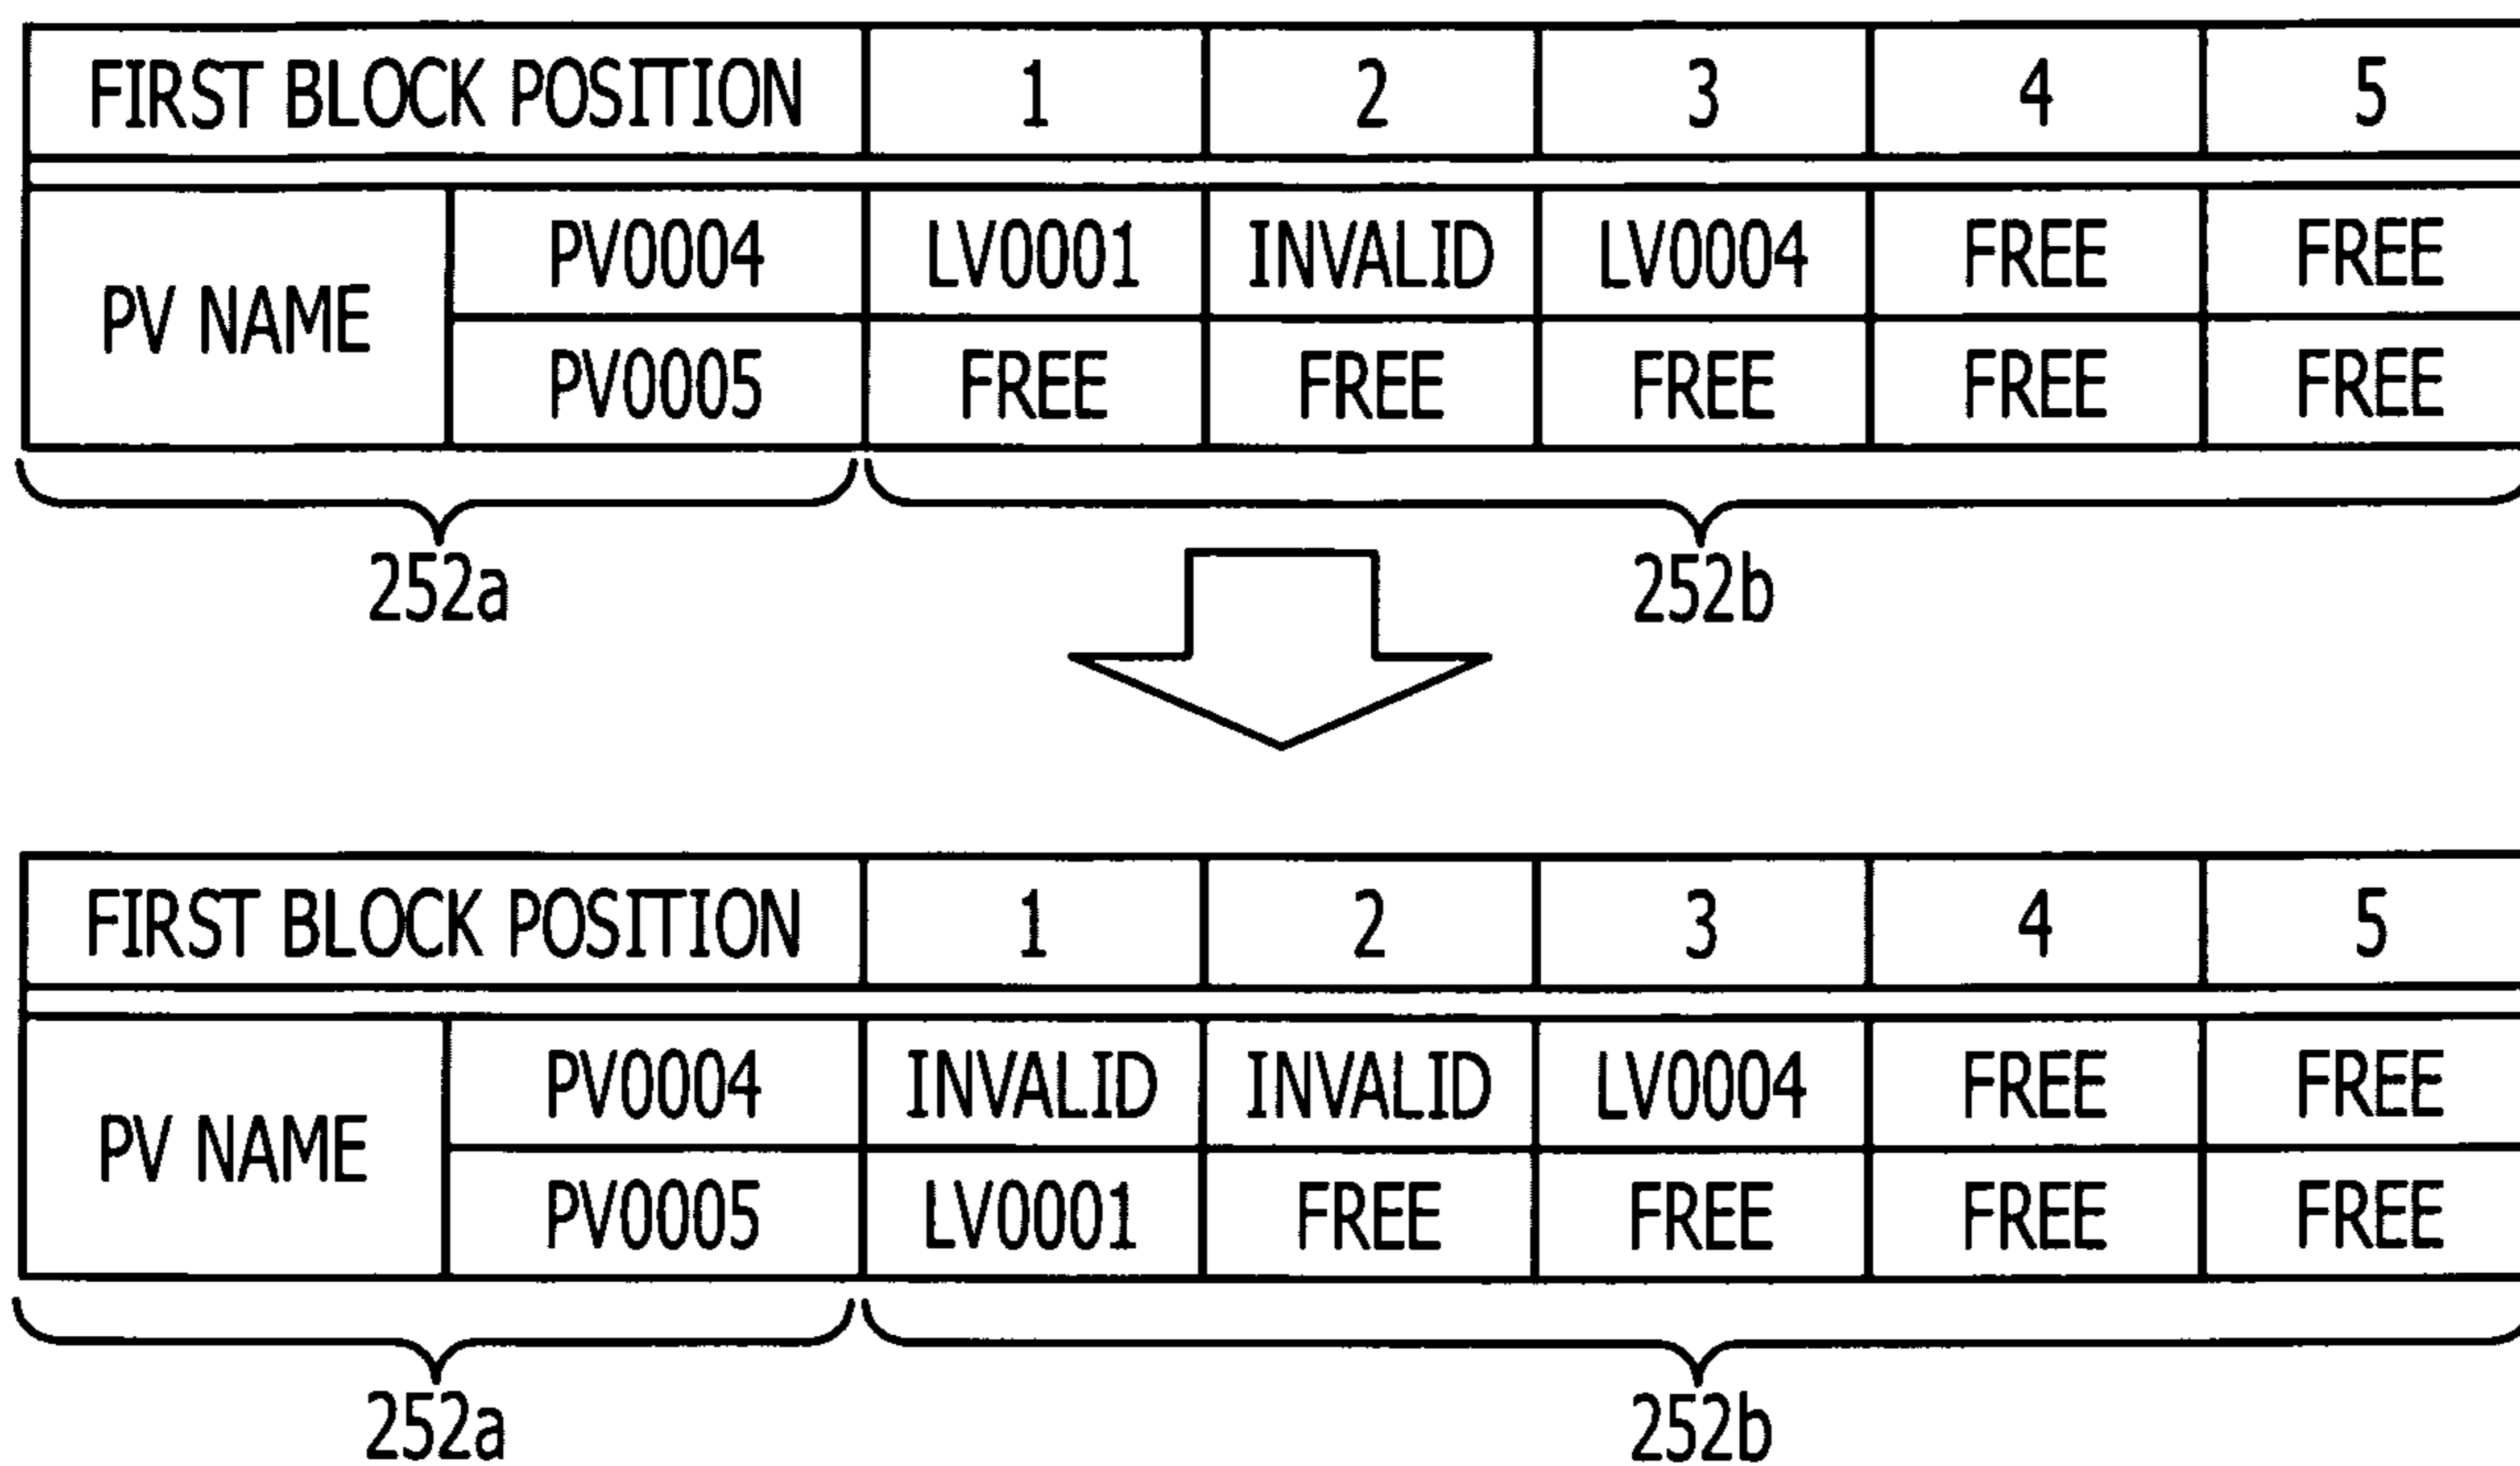 FIRST BLOCK POSITION 1 2 3 4 5
PV NAME PV0004 LV0001 INVALID LV0004 FREE FREE
PV0005 FREE FREE FREE FREE FREE
252a 252b
FIRST BLOCK POSITION 1 2 3 4 5
PV NAME PV0004 INVALID INVALID LV0004 FREE FREE
PV0005 LV0001 FREE FREE FREE FREE
252a 252b